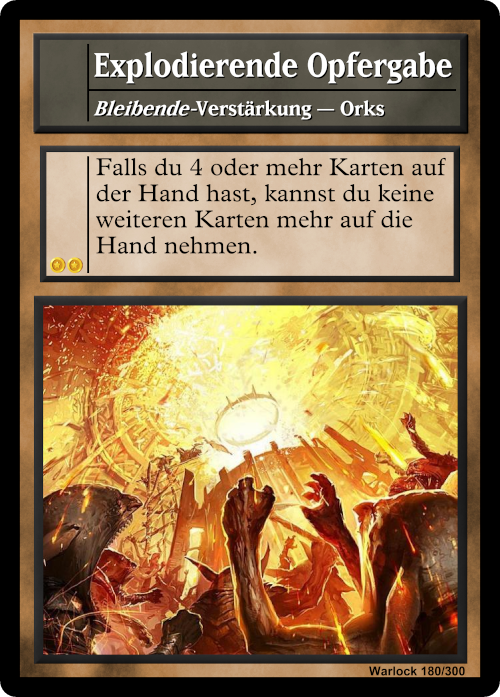 Explodierende Opfergabe
Bleibende-Verstärkung — Orks
Falls du 4 oder mehr Karten auf
der Hand hast, kannst du keine
weiteren Karten mehr auf die
Hand nehmen.
Warlock 180/300